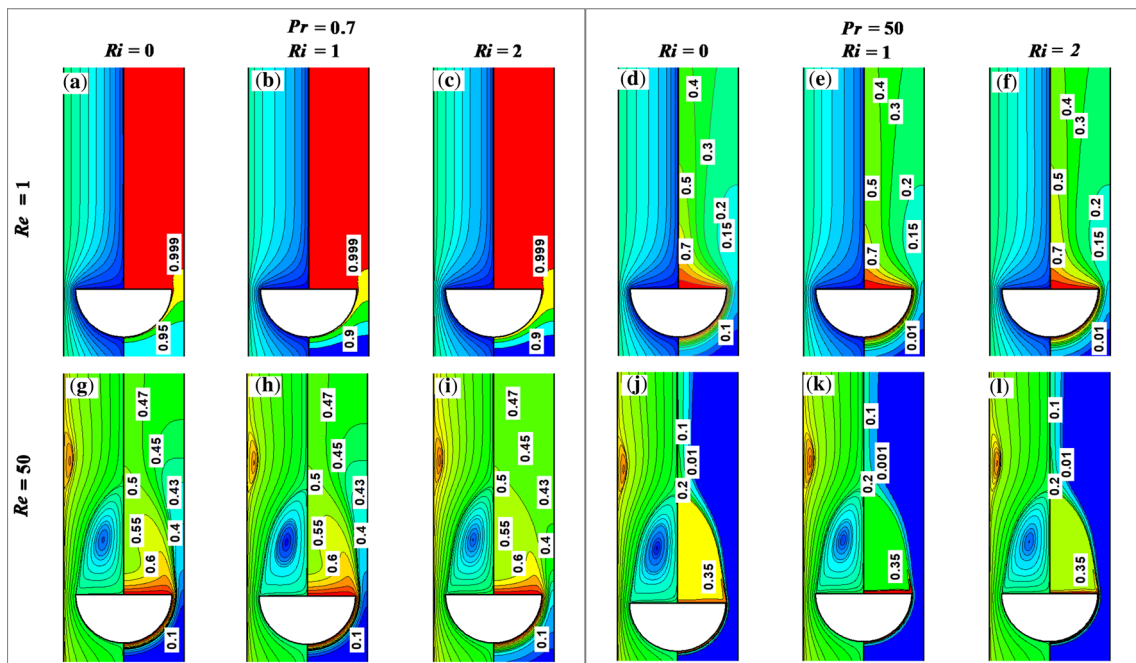 Pr = 0.7
Pr = 50
Ri = 0
Ri = 1
Ri = 2
Ri = 0
Ri = 1
Ri = 2
Re = 1
(a)
0.999
0.95
(b)
0.999
0.9
(c)
0.999
0.9
(d)
0.4
0.3
0.5
0.2
0.15
0.7
0.1
(e)
0.4
0.3
0.5
0.2
0.15
0.7
0.01
(f)
0.4
0.3
0.5
0.2
0.15
0.7
0.01
Re = 50
(g)
0.47
0.45
0.5
0.43
0.55
0.4
0.6
0.1
(h)
0.47
0.45
0.5
0.43
0.55
0.4
0.6
0.1
(i)
0.47
0.45
0.5
0.43
0.55
0.4
0.6
0.1
(j)
0.1
0.01
0.2
0.35
(k)
0.1
0.001
0.2
0.35
(l)
0.1
0.01
0.2
0.35